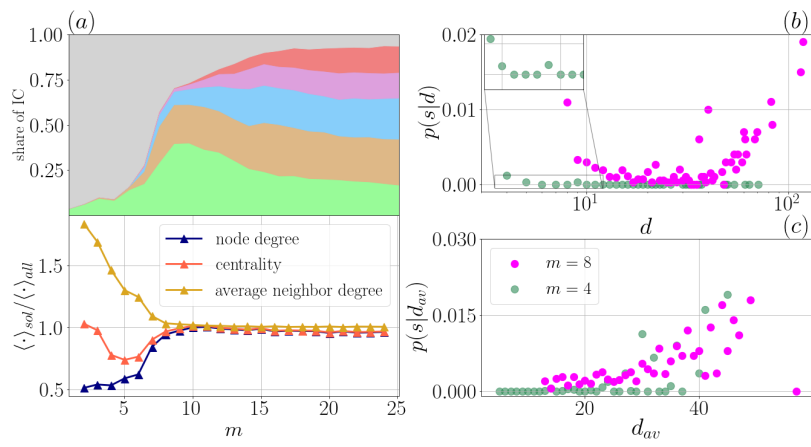 (a)
1.00
0.75
0.50
0.25
share of IC
1.5
1.0
0.5
⟨·⟩sol/⟨·⟩all
node degree
centrality
average neighbor degree
5 10 15 20 25
m
(b)
0.02
0.01
0.00
p(s|d)
10¹ 10²
d
(c)
0.030
0.015
0.000
p(s|d_av)
m = 8
m = 4
20 40
d_av